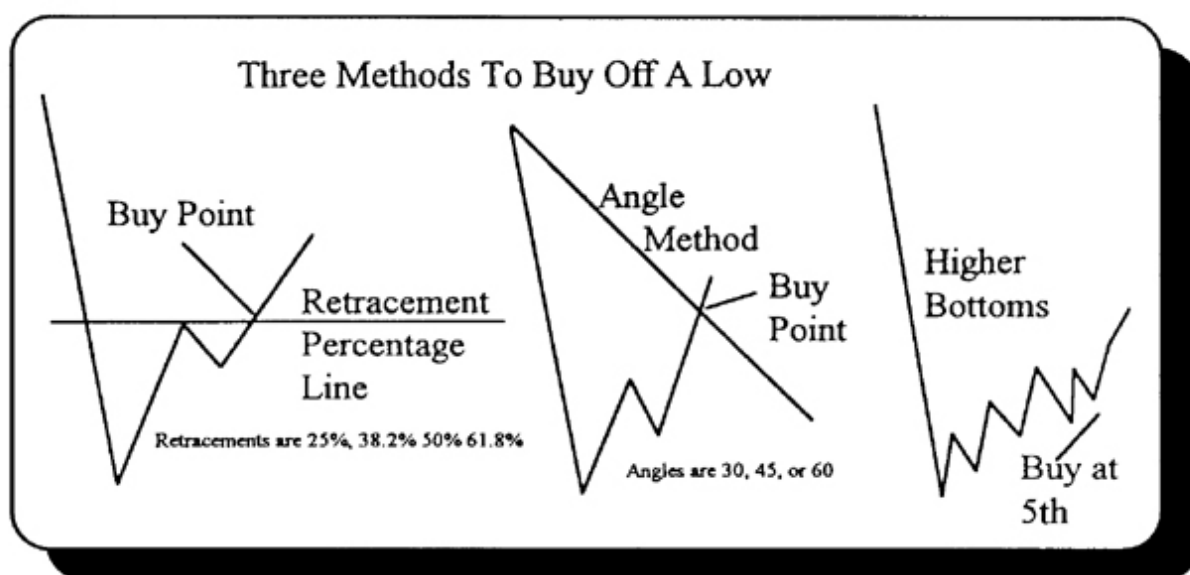 Three Methods To Buy Off A Low
Buy Point
Retracement
Percentage
Line
Retracements are 25%, 38.2% 50% 61.8%
Angle
Method
Buy
Point
Angles are 30, 45, or 60
Higher
Bottoms
Buy at
5th